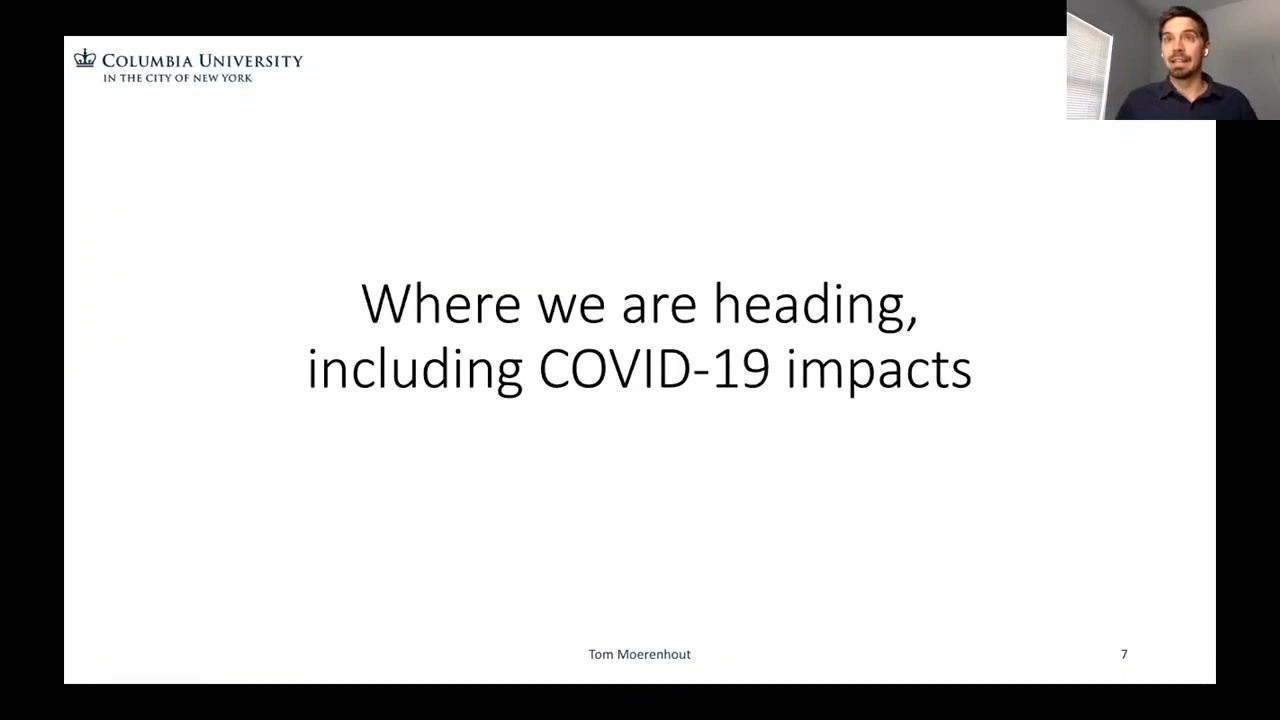 COLUMBIA UNIVERSITY
IN THE CITY OF NEW YORK
Where we are heading,
including COVID-19 impacts
Tom Moerenhout
7